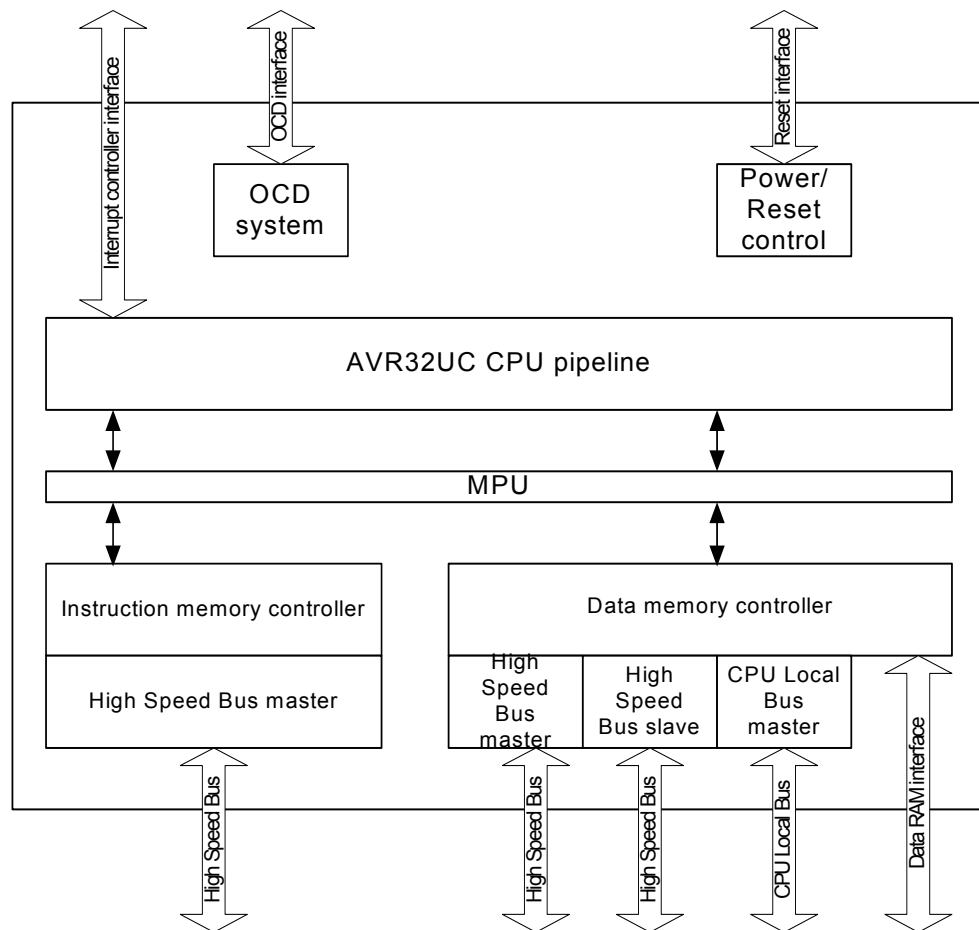 Interrupt controller interface
OCD interface
Reset interface
OCD
system
Power/
Reset
control
AVR32UC CPU pipeline
MPU
Instruction memory controller
High Speed Bus master
Data memory controller
High
Speed
Bus
master
High
Speed
Bus slave
CPU Local
Bus
master
High Speed Bus
High Speed Bus
High Speed Bus
CPU Local Bus
Data RAM interface